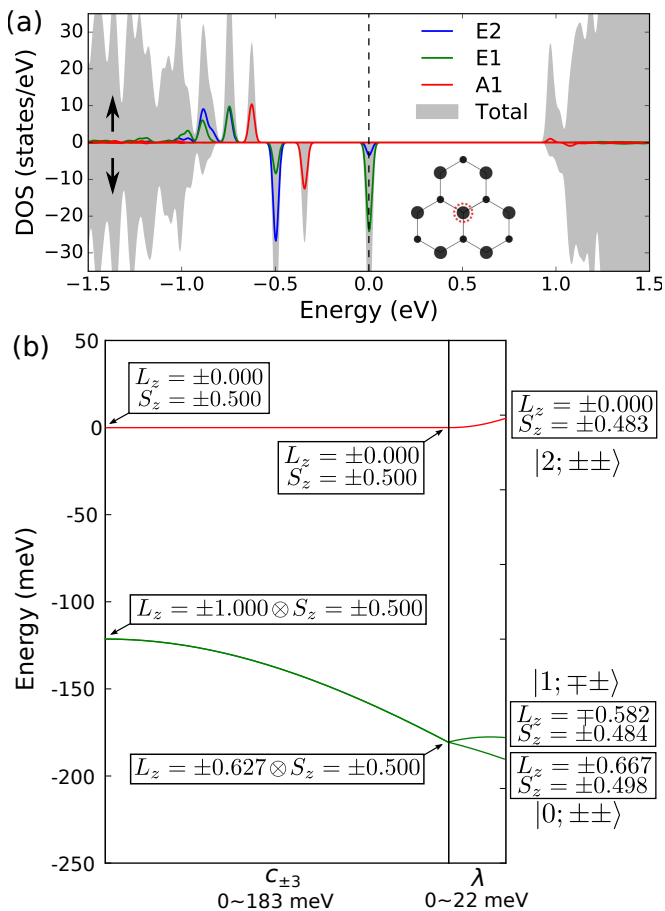 (a)
DOS (states/eV)
30
20
10
0
−10
−20
−30
E2
E1
A1
Total
−1.5
−1.0
−0.5
0.0
0.5
1.0
1.5
Energy (eV)
(b)
Energy (meV)
50
0
-50
-100
-150
-200
-250
L_z = ±0.000
S_z = ±0.500
L_z = ±0.000
S_z = ±0.500
L_z = ±0.000
S_z = ±0.483
|2; ±±⟩
L_z = ±1.000 ⊗ S_z = ±0.500
L_z = ±0.627 ⊗ S_z = ±0.500
|1; ∓±⟩
L_z = ∓0.582
S_z = ±0.484
L_z = ±0.667
S_z = ±0.498
|0; ±±⟩
c_{±3}
0~183 meV
λ
0~22 meV